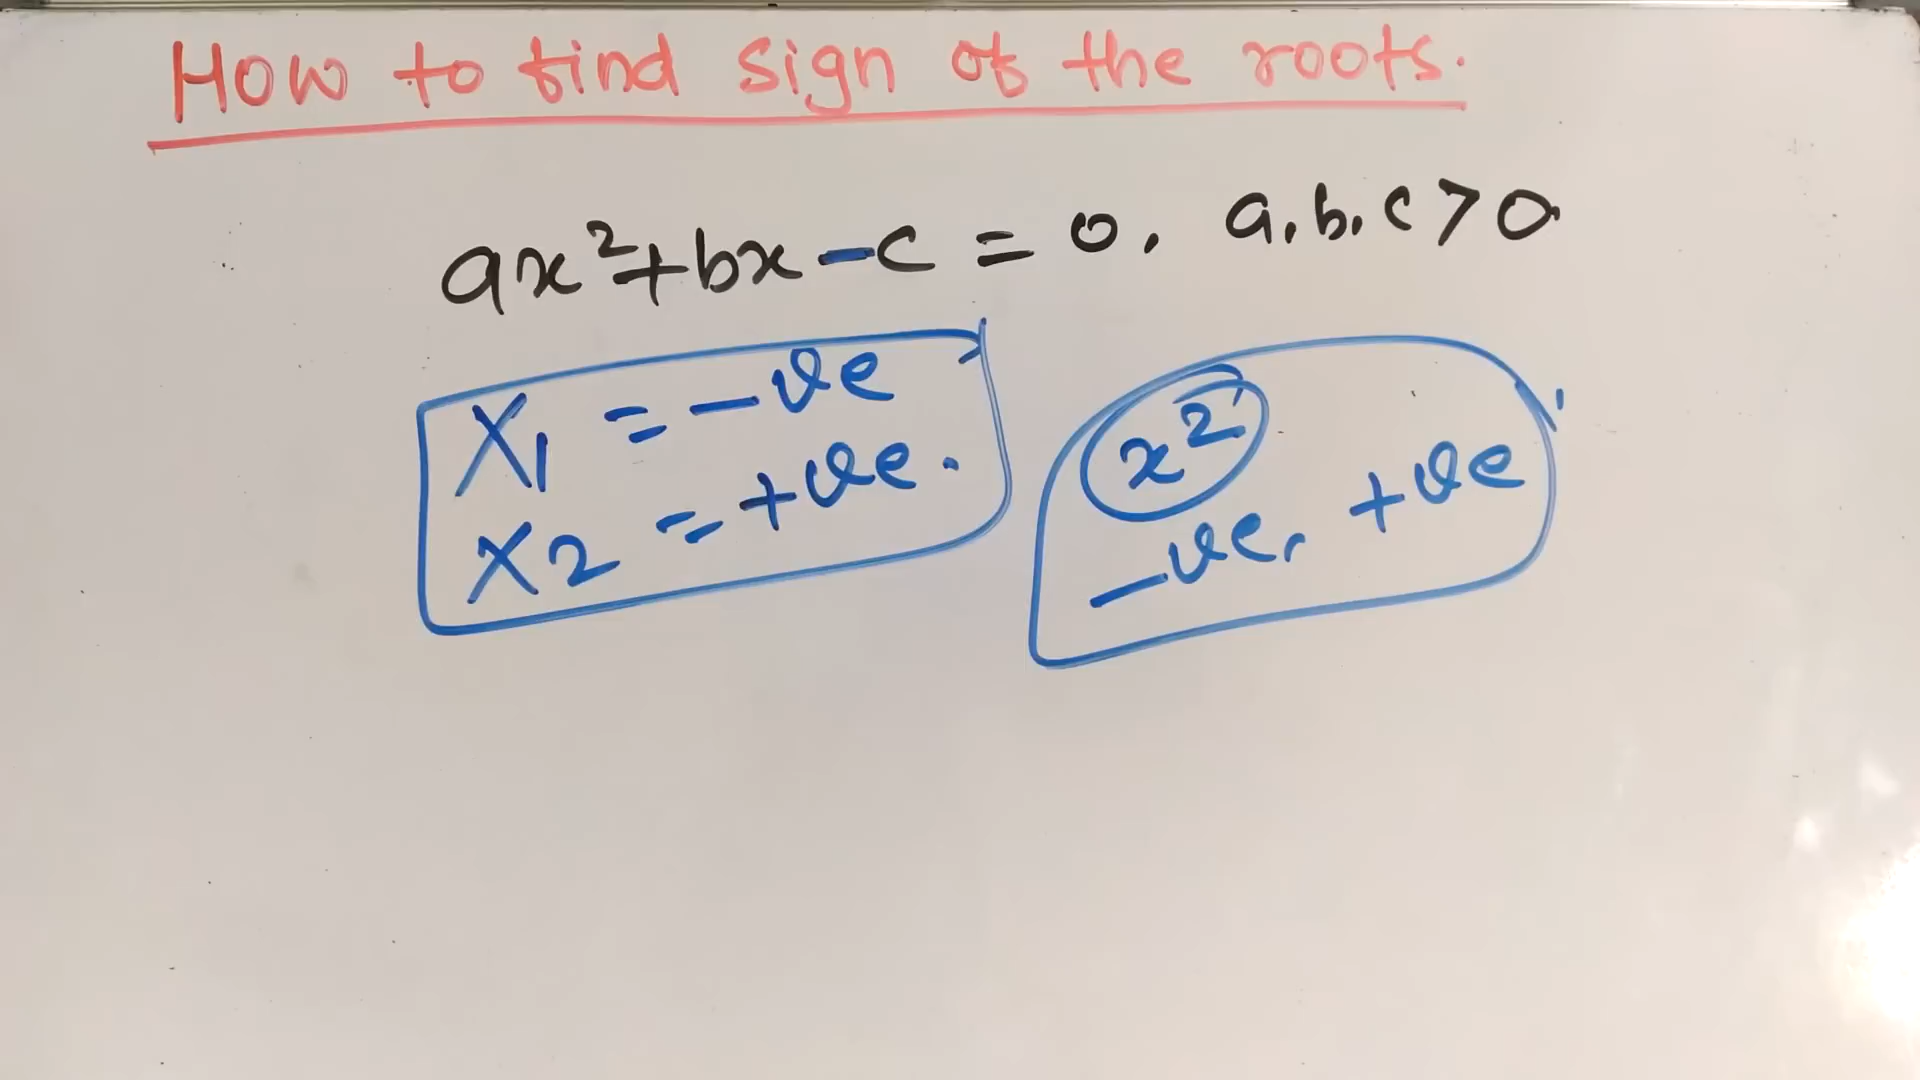 How to find sign of the roots.
ax²+bx-c = 0, a,b,c>0
X1 = -ve
X2 = +ve.
x²
-ve, +ve